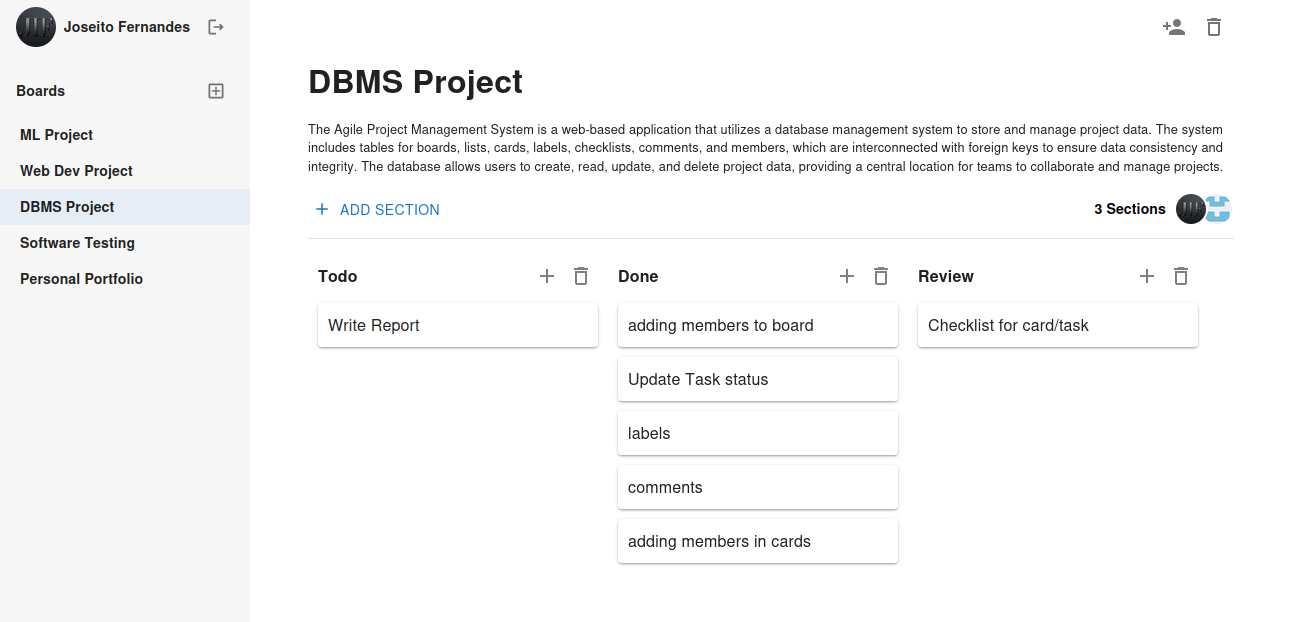 Joseito Fernandes
Boards
ML Project
Web Dev Project
DBMS Project
Software Testing
Personal Portfolio
DBMS Project
The Agile Project Management System is a web-based application that utilizes a database management system to store and manage project data. The system
includes tables for boards, lists, cards, labels, checklists, comments, and members, which are interconnected with foreign keys to ensure data consistency and
integrity. The database allows users to create, read, update, and delete project data, providing a central location for teams to collaborate and manage projects.
ADD SECTION
3 Sections
Todo
Write Report
Done
adding members to board
Update Task status
labels
comments
adding members in cards
Review
Checklist for card/task